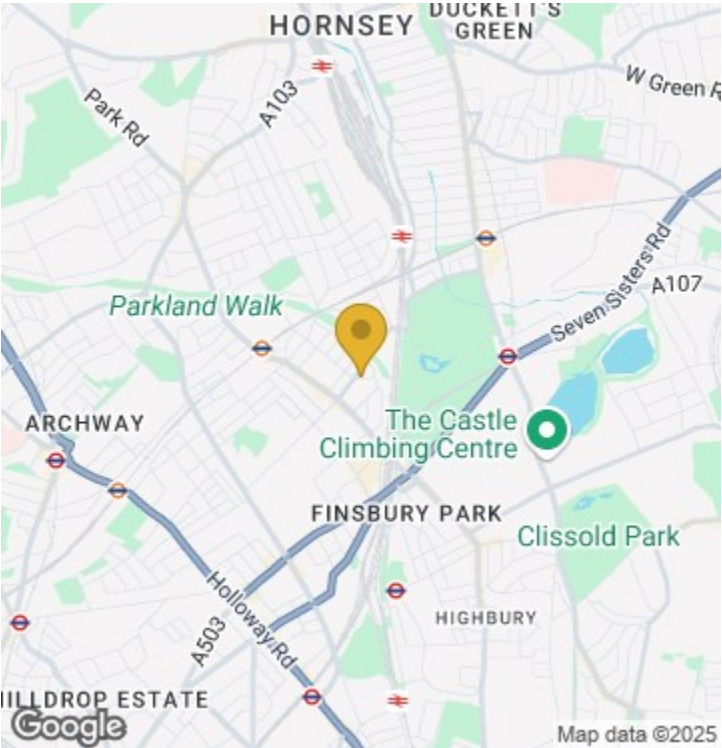 HORNSEY
DUCKETT'S
GREEN
W Green R
Park Rd
A103
Seven Sisters Rd
A107
Parkland Walk
ARCHWAY
The Castle
Climbing Centre
FINSBURY PARK
Clissold Park
Holloway Rd
A503
HIGHBURY
HILLDROP ESTATE
Google
Map data ©2025